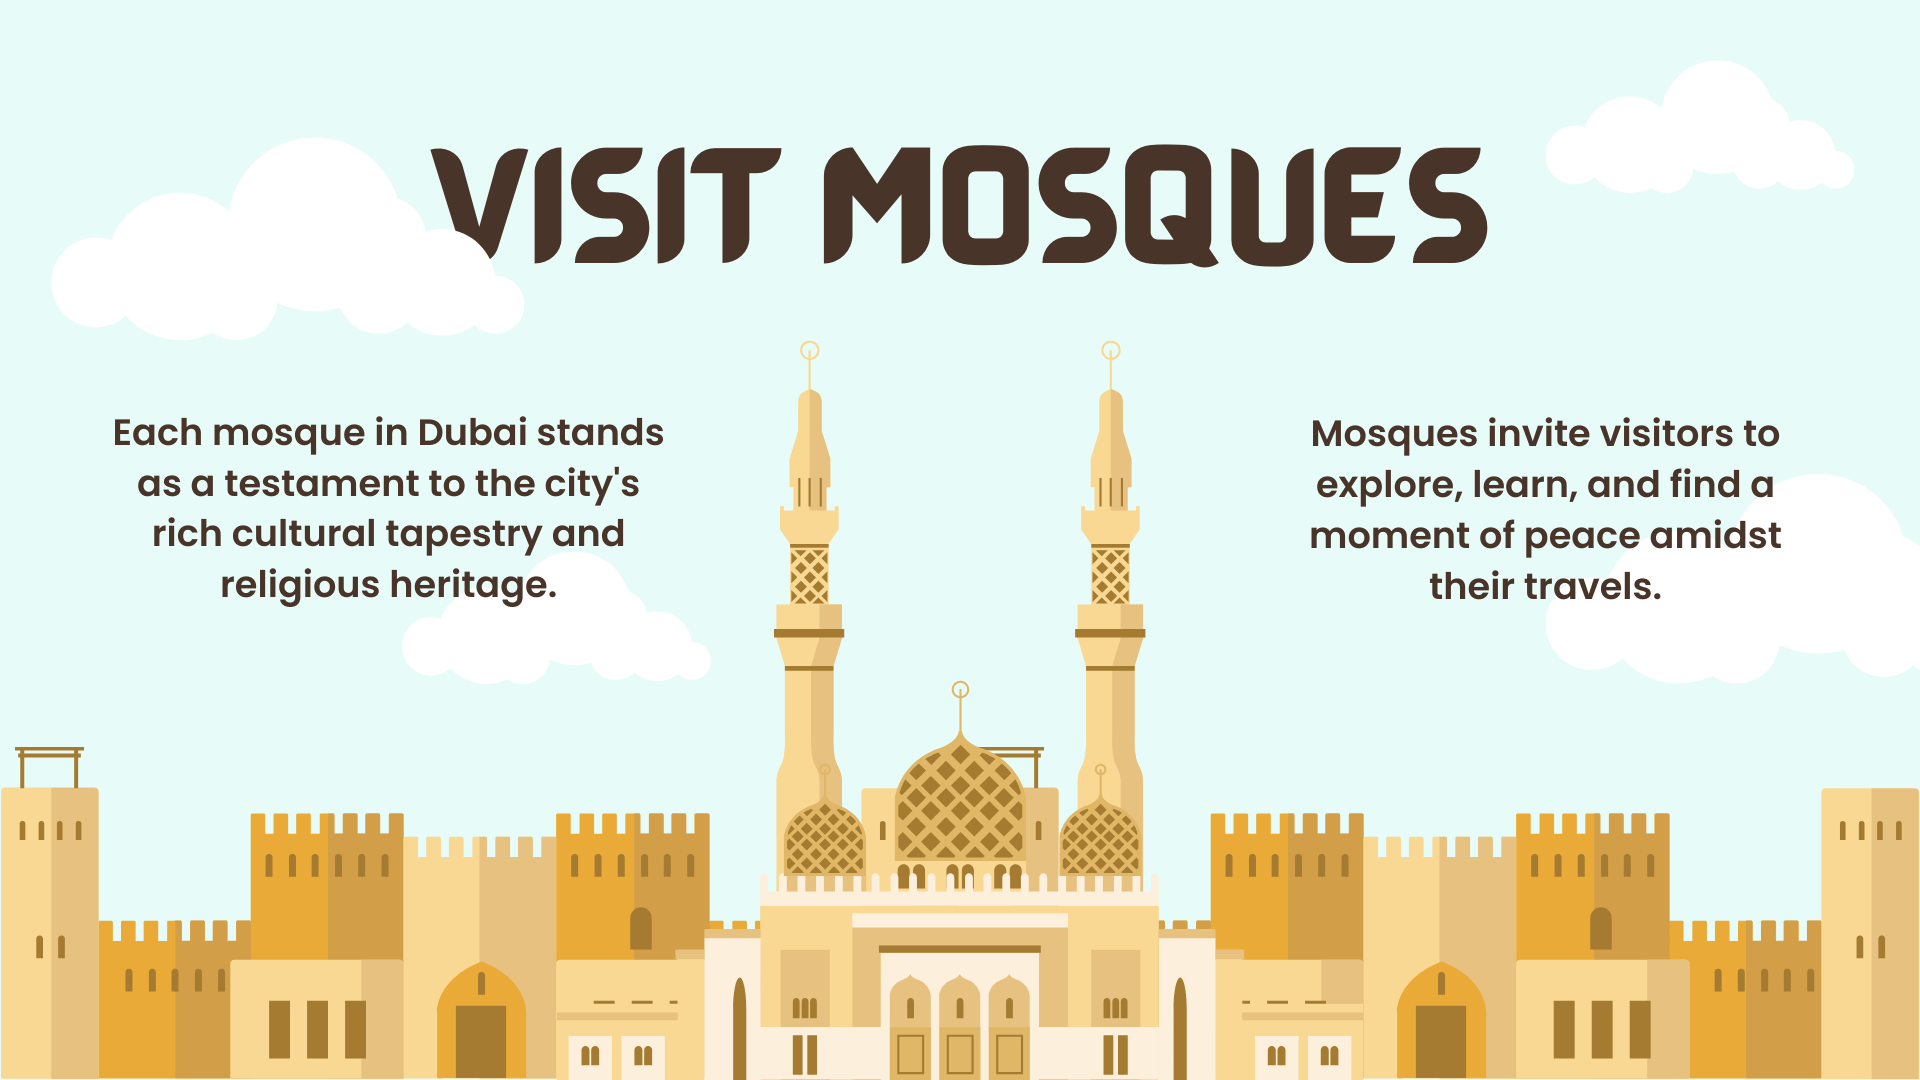 VISIT MOSQUES
Each mosque in Dubai stands
as a testament to the city's
rich cultural tapestry and
religious heritage.
Mosques invite visitors to
explore, learn, and find a
moment of peace amidst
their travels.